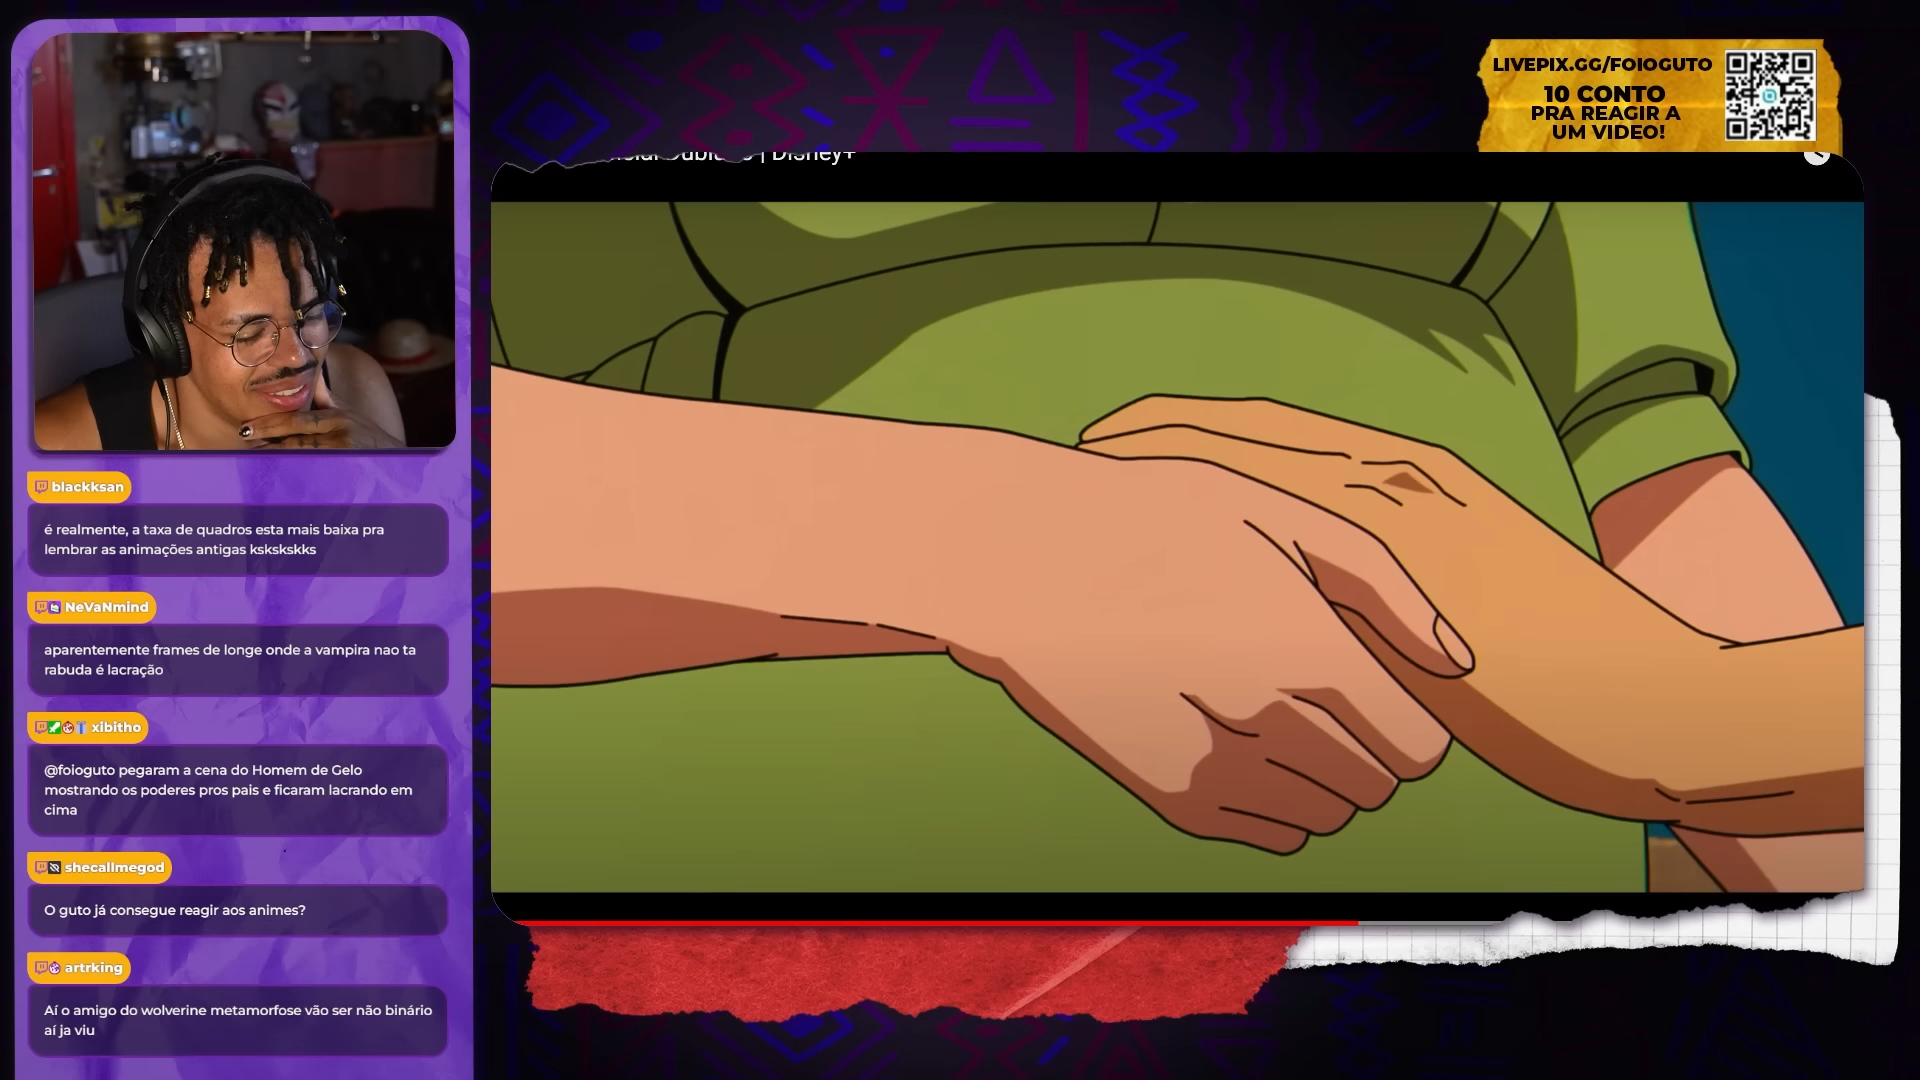 LIVEPIX.GG/FOIOGUTO
10 CONTO
PRA REAGIR A
UM VIDEO!
| Disney+
blackksan
é realmente, a taxa de quadros esta mais baixa pra
lembrar as animações antigas ksksksk​ks
NeVaNmind
aparentemente frames de longe onde a vampira nao ta
rabuda é lacração
xibitho
@foioguto pegaram a cena do Homem de Gelo
mostrando os poderes pros pais e ficaram lacrando em
cima
shecallmegod
O guto já consegue reagir aos animes?
artrking
Aí o amigo do wolverine metamorfose vão ser não binário
aí ja viu